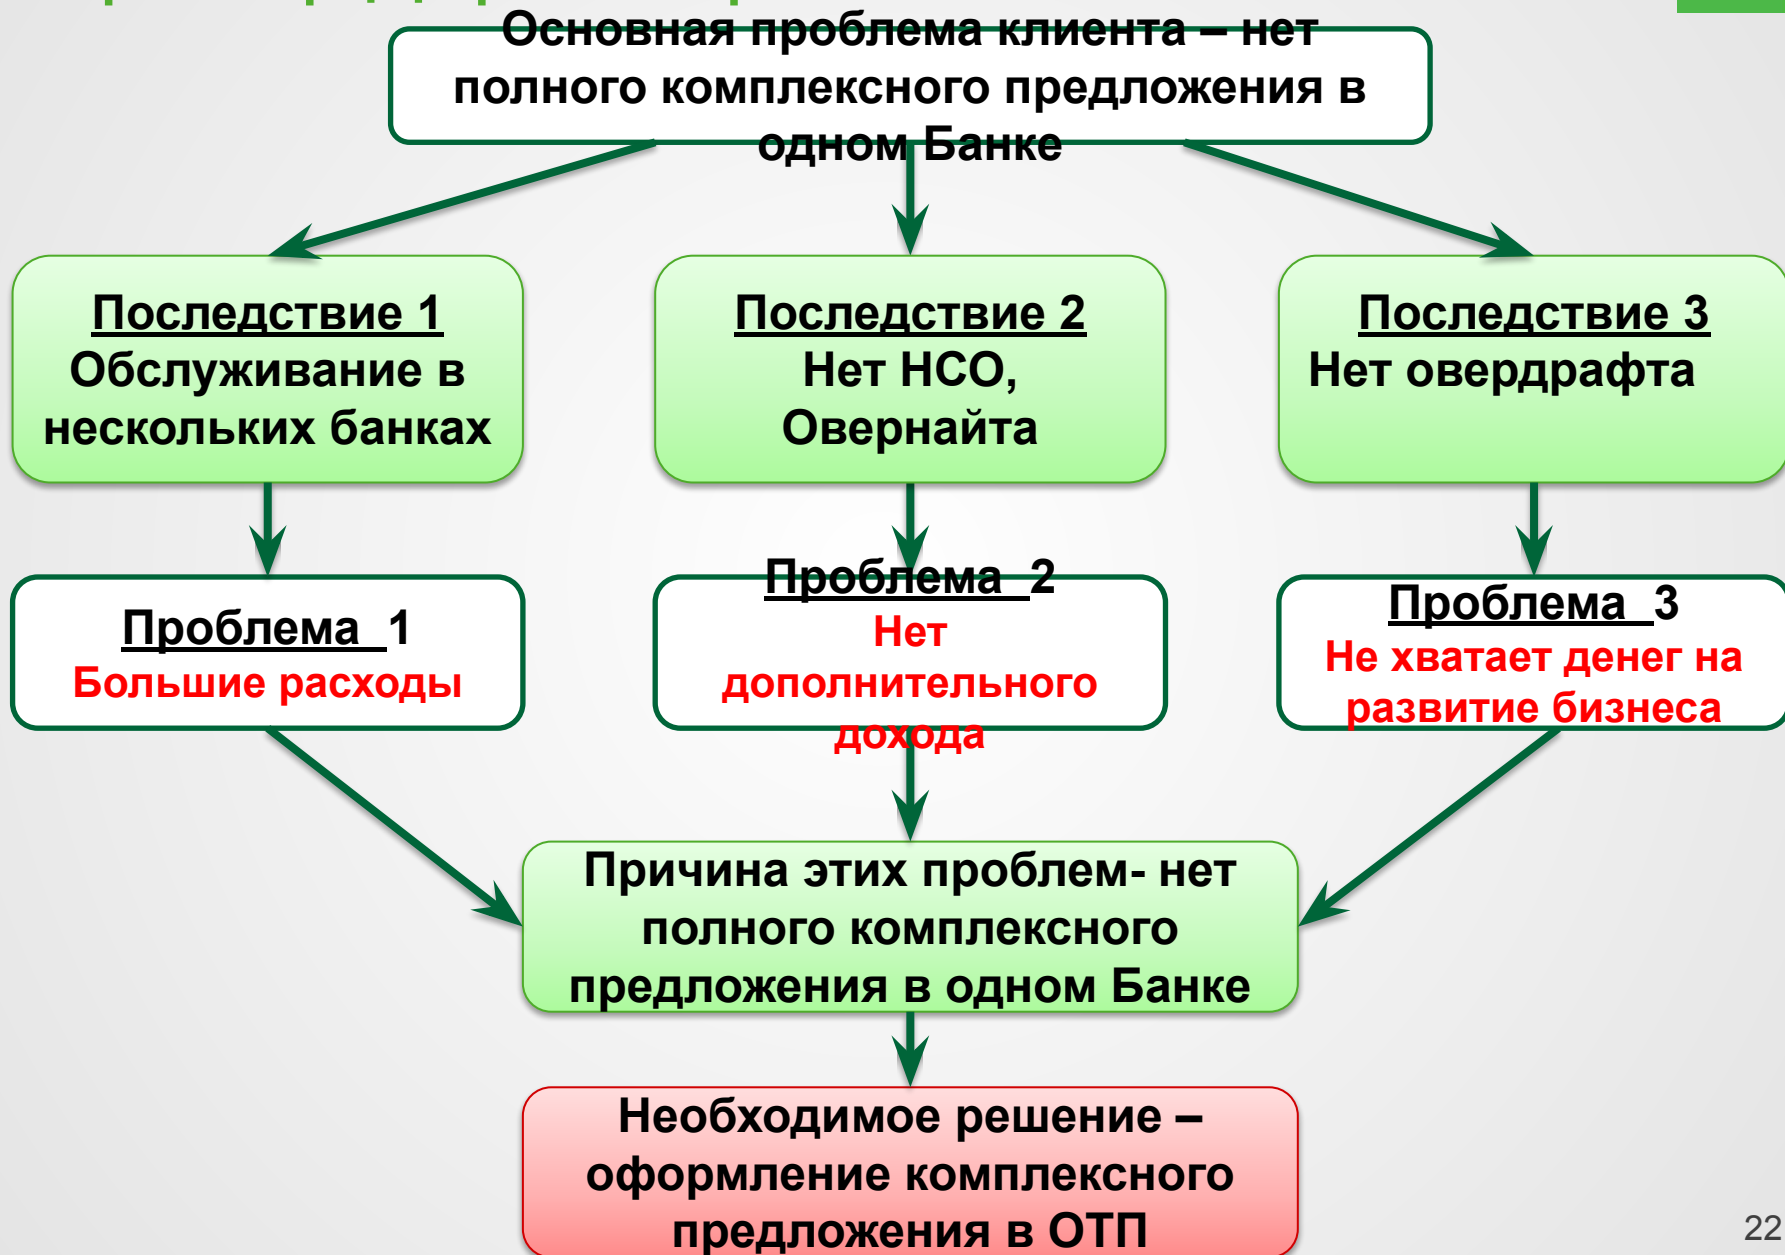 Основная проблема клиента – нет
полного комплексного предложения в
одном Банке
Последствие 1
Обслуживание в
нескольких банках
Последствие 2
Нет НСО,
Овернайта
Последствие 3
Нет овердрафта
Проблема 1
Большие расходы
Проблема 2
Нет
дополнительного
дохода
Проблема 3
Не хватает денег на
развитие бизнеса
Причина этих проблем- нет
полного комплексного
предложения в одном Банке
Необходимое решение –
оформление комплексного
предложения в ОТП
22